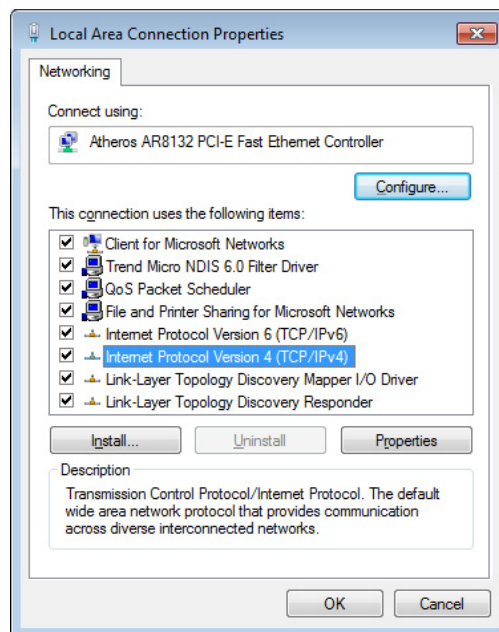 Local Area Connection Properties
Networking
Connect using:
Atheros AR8132 PCI-E Fast Ethernet Controller
Configure...
This connection uses the following items:
Client for Microsoft Networks
Trend Micro NDIS 6.0 Filter Driver
QoS Packet Scheduler
File and Printer Sharing for Microsoft Networks
Internet Protocol Version 6 (TCP/IPv6)
Internet Protocol Version 4 (TCP/IPv4)
Link-Layer Topology Discovery Mapper I/O Driver
Link-Layer Topology Discovery Responder
Install...
Uninstall
Properties
Description
Transmission Control Protocol/Internet Protocol. The default
wide area network protocol that provides communication
across diverse interconnected networks.
OK
Cancel